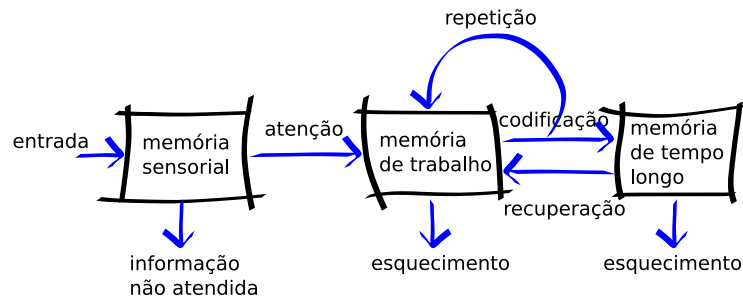 repetição
entrada
memória
sensorial
atenção
memória
de trabalho
codificação
memória
de tempo
longo
recuperação
informação
não atendida
esquecimento
esquecimento